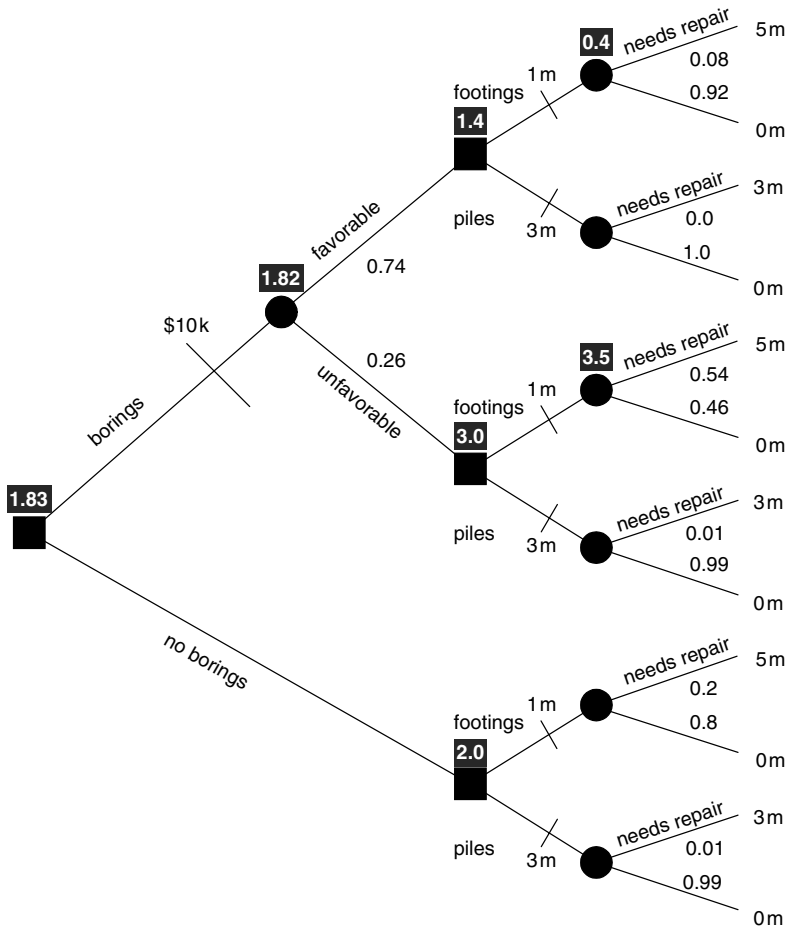 0.4
needs repair
5m
0.08
1m
0.92
footings
0m
1.4
needs repair
3m
favorable
piles
3m
0.0
1.0
0m
1.82
0.74
$10k
needs repair
5m
0.26
3.5
0.54
unfavorable
1m
0.46
footings
0m
borings
3.0
needs repair
3m
1.83
piles
3m
0.01
0.99
0m
no borings
needs repair
5m
0.2
1m
0.8
footings
0m
2.0
needs repair
3m
piles
3m
0.01
0.99
0m